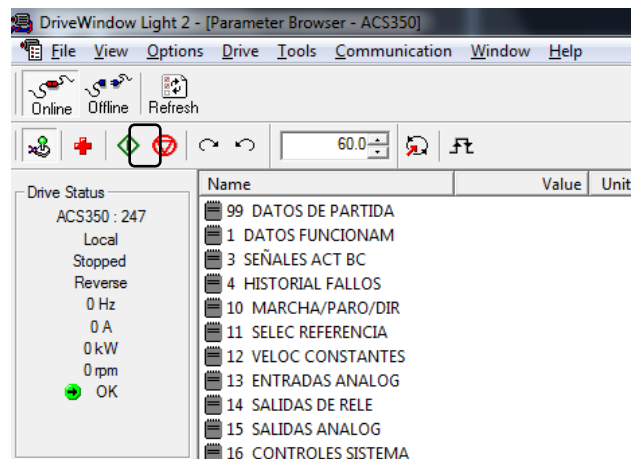 DriveWindow Light 2 - [Parameter Browser - ACS350]
File View Options Drive Tools Communication Window Help
Online Offline Refresh
60.0
Drive Status
ACS350 : 247
Local
Stopped
Reverse
0 Hz
0 A
0 kW
0 rpm
OK
Name Value Unit
99 DATOS DE PARTIDA
1 DATOS FUNCIONAM
3 SEÑALES ACT BC
4 HISTORIAL FALLOS
10 MARCHA/PARO/DIR
11 SELEC REFERENCIA
12 VELOC CONSTANTES
13 ENTRADAS ANALOG
14 SALIDAS DE RELE
15 SALIDAS ANALOG
16 CONTROLES SISTEMA